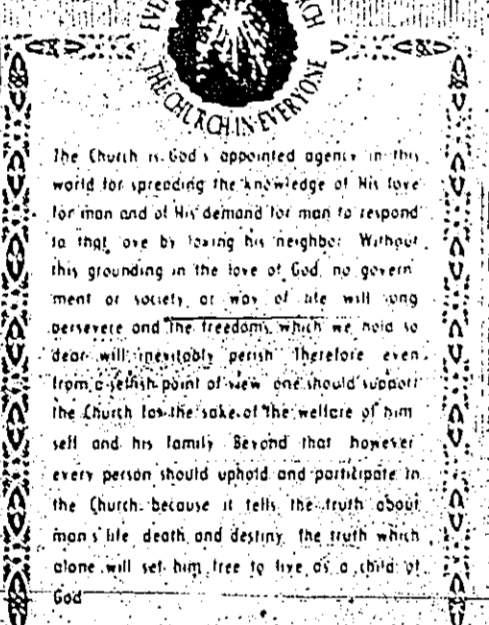 EVE CH
THE CHURCH IN EVERYONE
The Church is God's appointed agency in this
world for spreading the knowledge of His love
for man and of His demand for man to respond
to that love by loving his neighbor. Without
this grounding in the love of God, no govern
ment or society or way of life will long
persevere and the freedoms which we hold so
dear will inevitably perish. Therefore even
from a selfish point of view one should support
the Church for the sake of the welfare of him
self and his family. Beyond that however
every person should uphold and participate in
the Church because it tells the truth about
man's life death and destiny, the truth which
alone will set him free to live as a child of
God